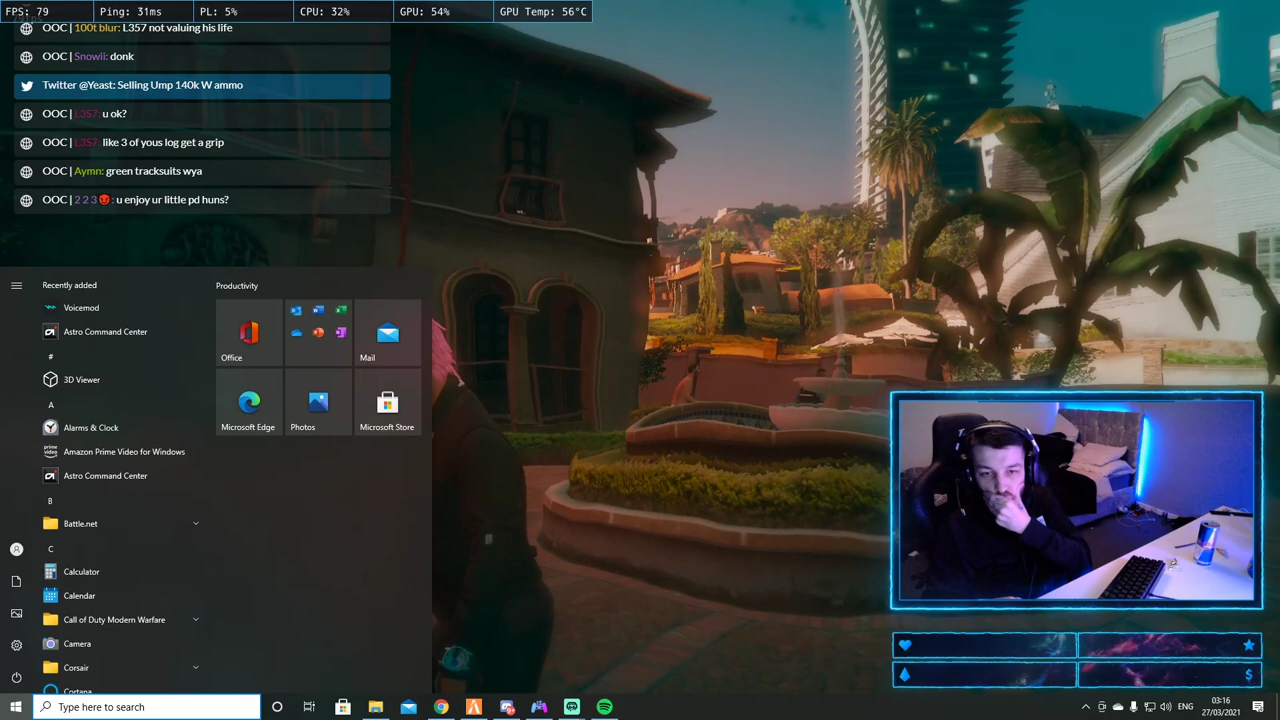 FPS: 79
Ping: 31ms
PL: 5%
CPU: 32%
GPU: 54%
GPU Temp: 56°C
OOC | 100t blur: L357 not valuing his life
OOC | Snowii: donk
Twitter @Yeast: Selling Ump 140k W ammo
OOC | L3S7: u ok?
OOC | L3S7: like 3 of yous log get a grip
OOC | Aymn: green tracksuits wya
OOC | 2 2 3😡: u enjoy ur little pd huns?
Recently added
Voicemod
Astro Command Center
#
3D Viewer
A
Alarms & Clock
Amazon Prime Video for Windows
Astro Command Center
B
Battle.net
C
Calculator
Calendar
Call of Duty Modern Warfare
Camera
Corsair
Cortana
Productivity
Office
Mail
Microsoft Edge
Photos
Microsoft Store
Type here to search
ENG
03:16
27/03/2021